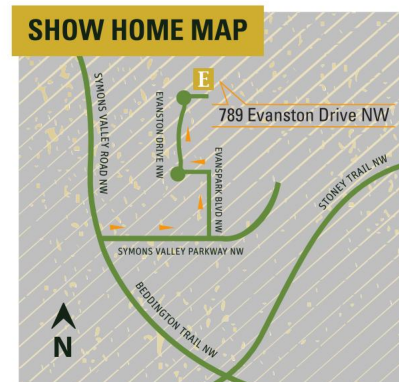 SHOW HOME MAP
E
789 Evanston Drive NW
SYMONS VALLEY ROAD NW
EVANSTON DRIVE NW
EVANSPARK BLVD NW
STONEY TRAIL NW
SYMONS VALLEY PARKWAY NW
BEDDINGTON TRAIL NW
N